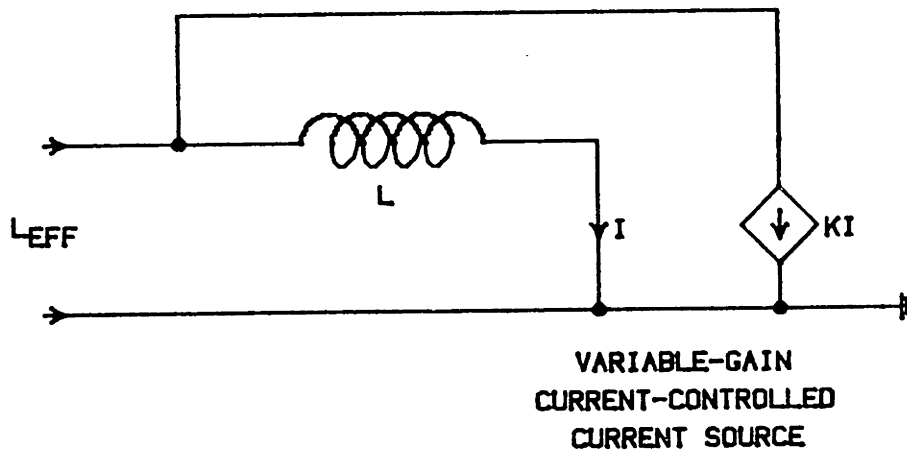 L
LEFF
I
KI
VARIABLE-GAIN
CURRENT-CONTROLLED
CURRENT SOURCE